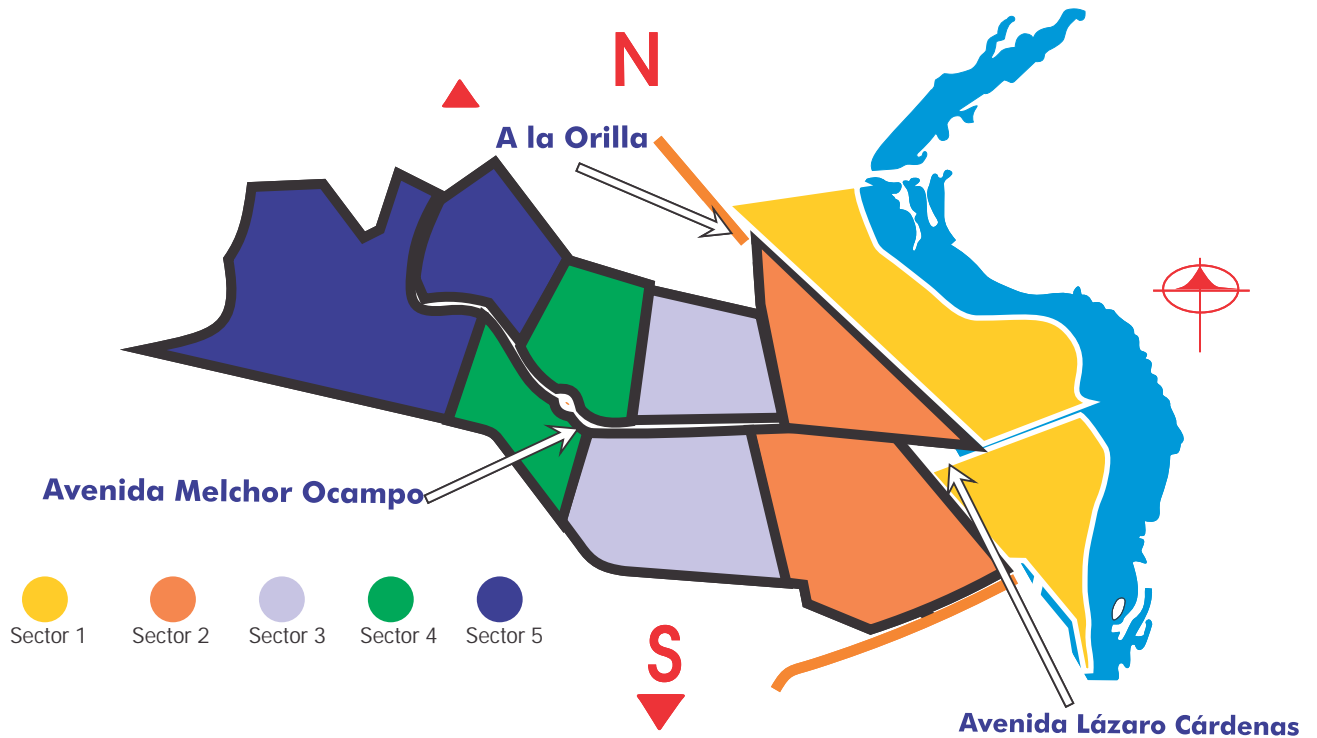 N
A la Orilla
Avenida Melchor Ocampo
Sector 1
Sector 2
Sector 3
Sector 4
Sector 5
S
Avenida Lázaro Cárdenas